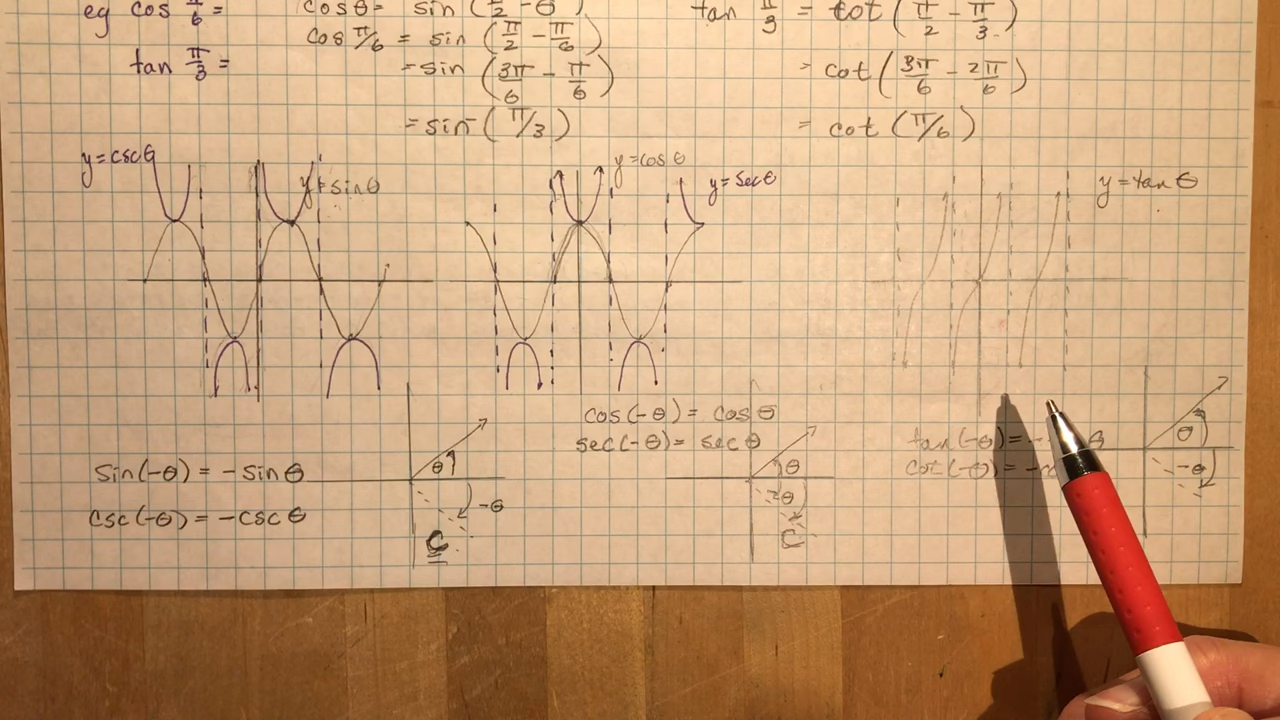 eg cos π/6 =
cos θ = sin (π/2 - θ)
tan π/3 = cot (π/2 - π/3)
cos π/6 = sin (π/2 - π/6)
tan π/3 =
= sin (3π/6 - π/6)
= cot (3π/6 - 2π/6)
= sin (π/3)
= cot (π/6)
y = csc θ
y = sin θ
y = cos θ
y = sec θ
y = tan θ
sin(-θ) = -sin θ
csc(-θ) = -csc θ
θ
-θ
C
cos(-θ) = cos θ
sec(-θ) = sec θ
θ
-θ
C
tan(-θ) = - θ
cot(-θ) = -c
θ
-θ